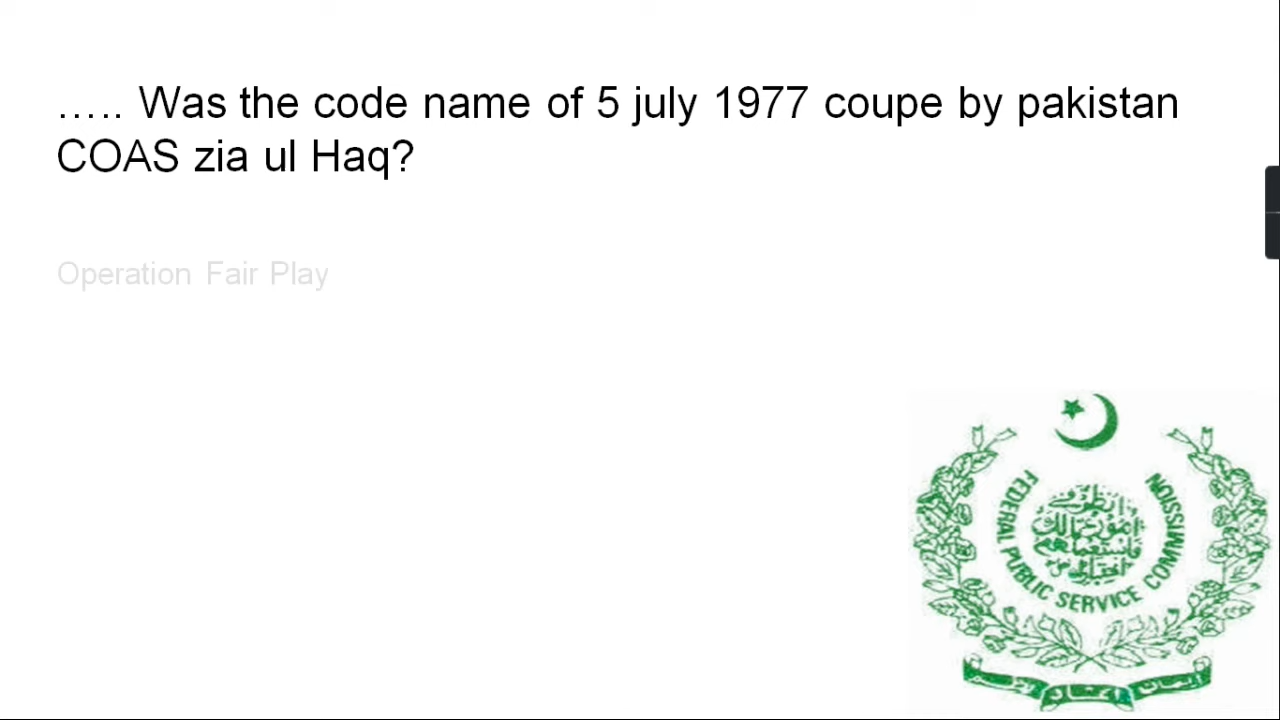 ….. Was the code name of 5 july 1977 coupe by pakistan
COAS zia ul Haq?
Operation Fair Play
FEDERAL PUBLIC SERVICE COMMISSION